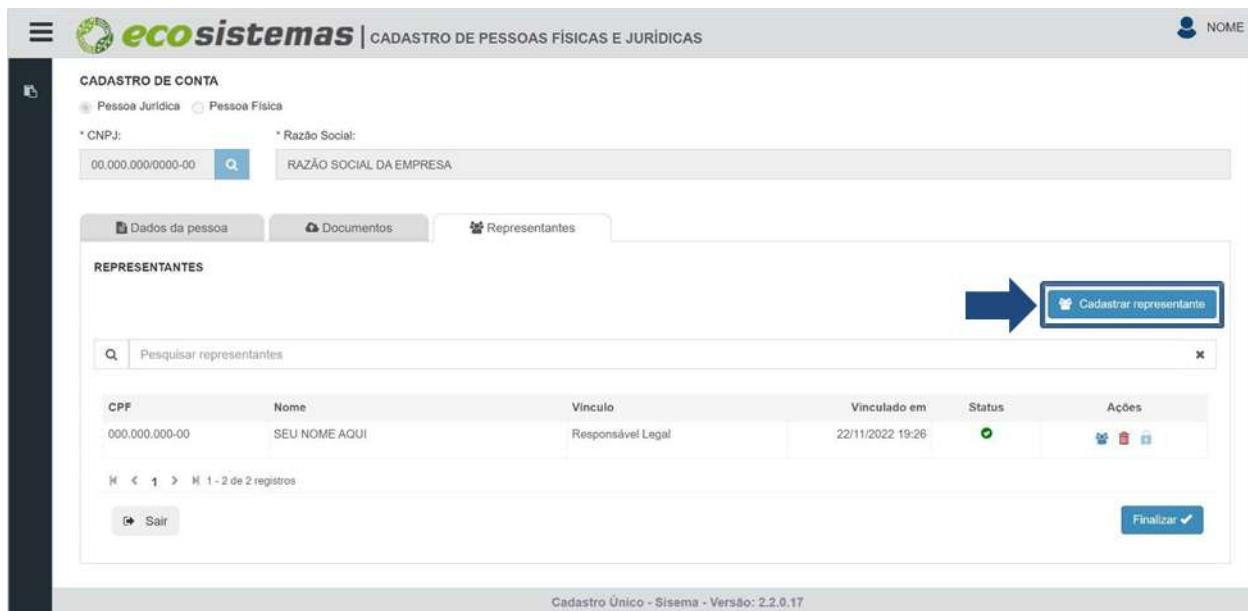 ecosistemas | CADASTRO DE PESSOAS FÍSICAS E JURÍDICAS
NOME
CADASTRO DE CONTA
Pessoa Jurídica Pessoa Física
* CNPJ: * Razão Social:
00.000.000/0000-00 RAZÃO SOCIAL DA EMPRESA
Dados da pessoa Documentos Representantes
REPRESENTANTES
Cadastrar representante
Pesquisar representantes
CPF Nome Vínculo Vinculado em Status Ações
000.000.000-00 SEU NOME AQUI Responsável Legal 22/11/2022 19:26
1 1 - 2 de 2 registros
Sair Finalizar
Cadastro Único - Sisema - Versão: 2.2.0.17